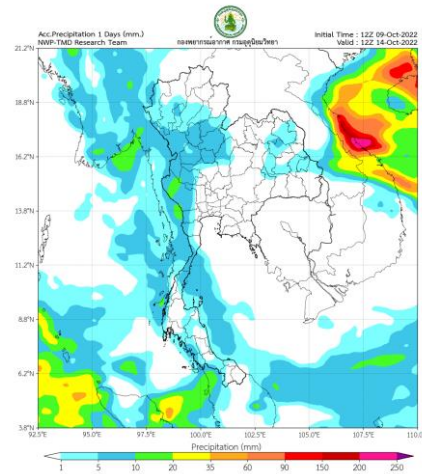 Acc.Precipitation 1 Days (mm.)
NWP-TMD Research Team
กองพยากรณ์อากาศ กรมอุตุนิยมวิทยา
Initial Time : 12Z 09-Oct-2022
Valid : 12Z 14-Oct-2022
21.2°N
18.8°N
16.2°N
13.8°N
11.2°N
8.8°N
6.2°N
3.8°N
92.5°E 95.0°E 97.5°E 100.0°E 102.5°E 105.0°E 107.5°E 110.0°E
Precipitation (mm)
1 5 10 20 35 60 90 150 200 250